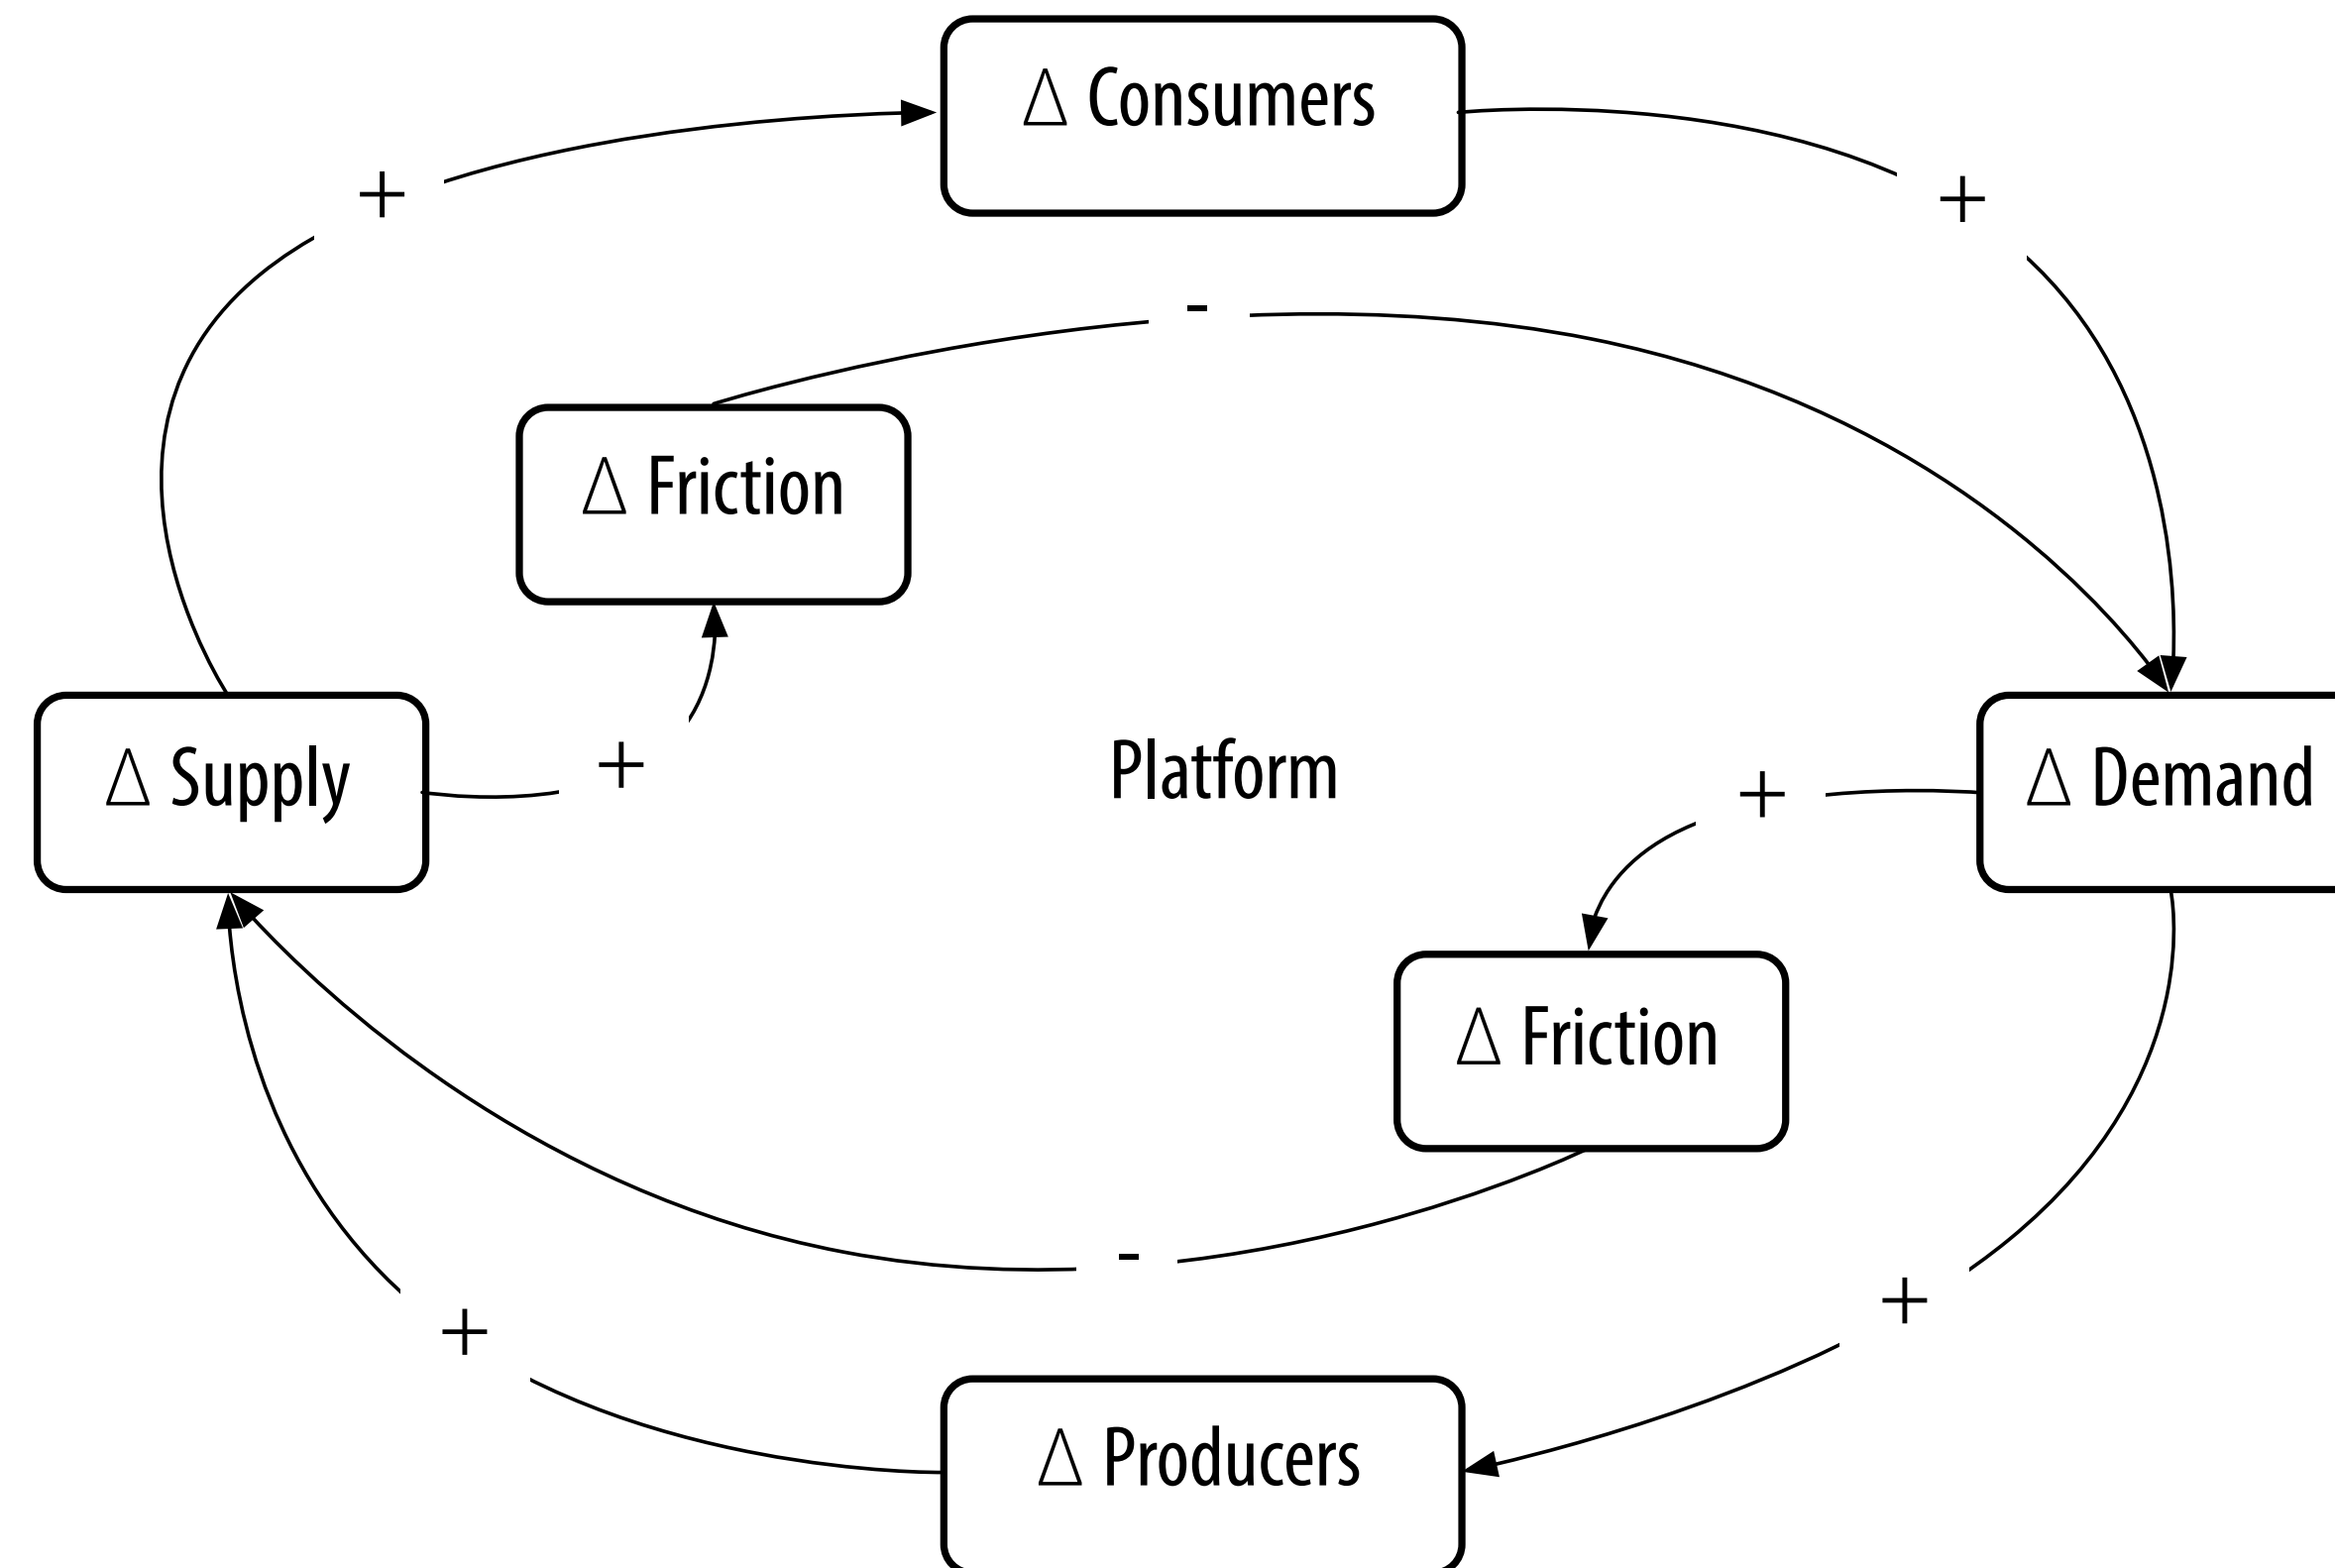 Δ Consumers
+
+
-
Δ Friction
Δ Supply
+
Platform
+
Δ Demand
Δ Friction
-
+
+
Δ Producers